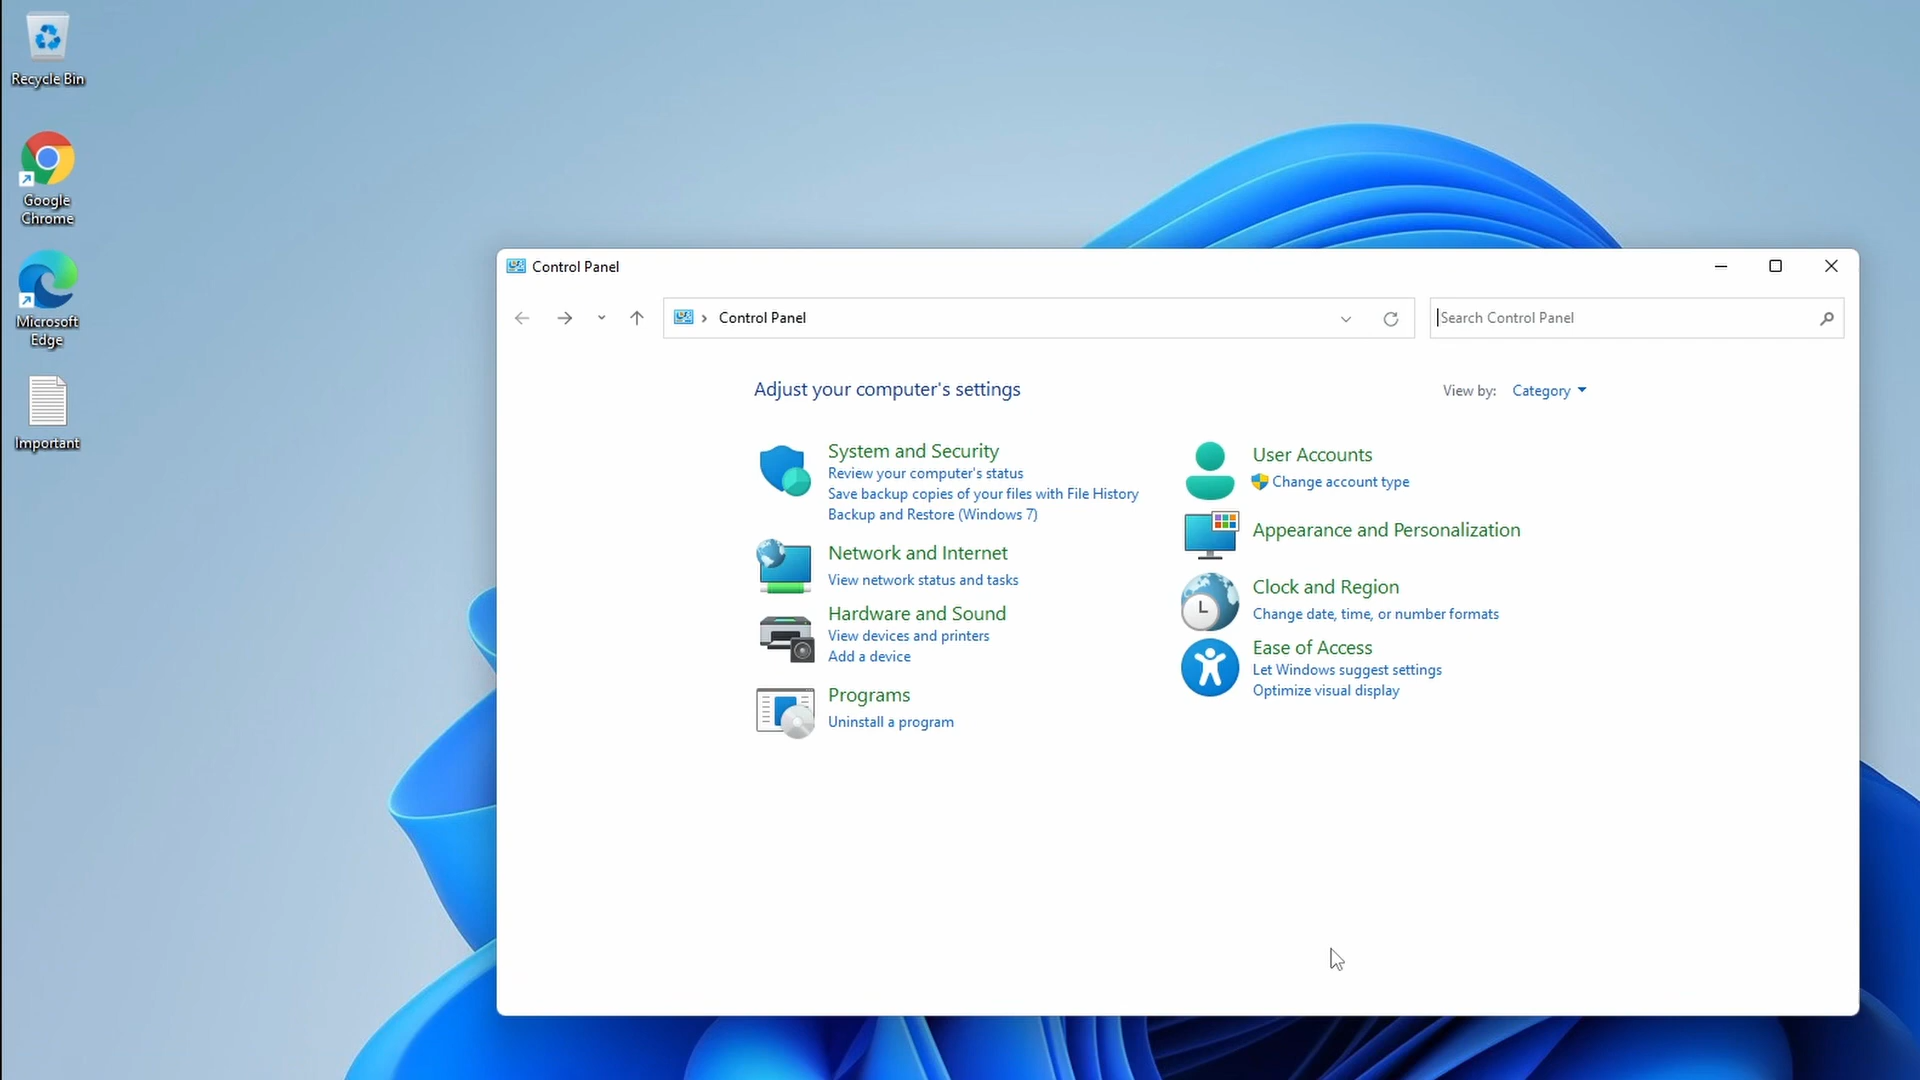 Recycle Bin
Google
Chrome
Microsoft
Edge
Important
Control Panel
Control Panel
Search Control Panel
Adjust your computer's settings
View by: Category
System and Security
Review your computer's status
Save backup copies of your files with File History
Backup and Restore (Windows 7)
Network and Internet
View network status and tasks
Hardware and Sound
View devices and printers
Add a device
Programs
Uninstall a program
User Accounts
Change account type
Appearance and Personalization
Clock and Region
Change date, time, or number formats
Ease of Access
Let Windows suggest settings
Optimize visual display